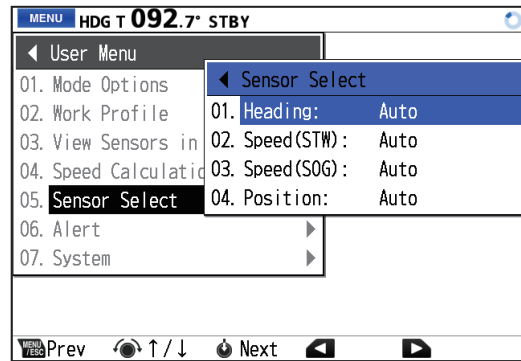 MENU HDG T 092.7° STBY
◀ User Menu
01. Mode Options
02. Work Profile
03. View Sensors in
04. Speed Calculatio
05. Sensor Select
06. Alert ▶
07. System ▶
◀ Sensor Select
01. Heading: Auto
02. Speed(STW): Auto
03. Speed(SOG): Auto
04. Position: Auto
MENU/ESC Prev ↑/↓ Next ◀ ▶